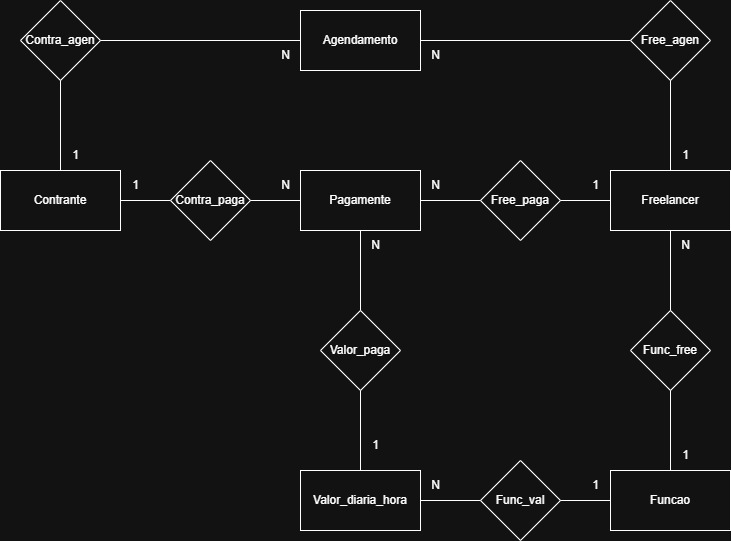 Contra_agen
Agendamento
Free_agen
N
N
1
1
Contrante
1
Contra_paga
N
Pagamente
N
Free_paga
1
Freelancer
N
N
Valor_paga
Func_free
1
1
Valor_diaria_hora
N
Func_val
1
Funcao